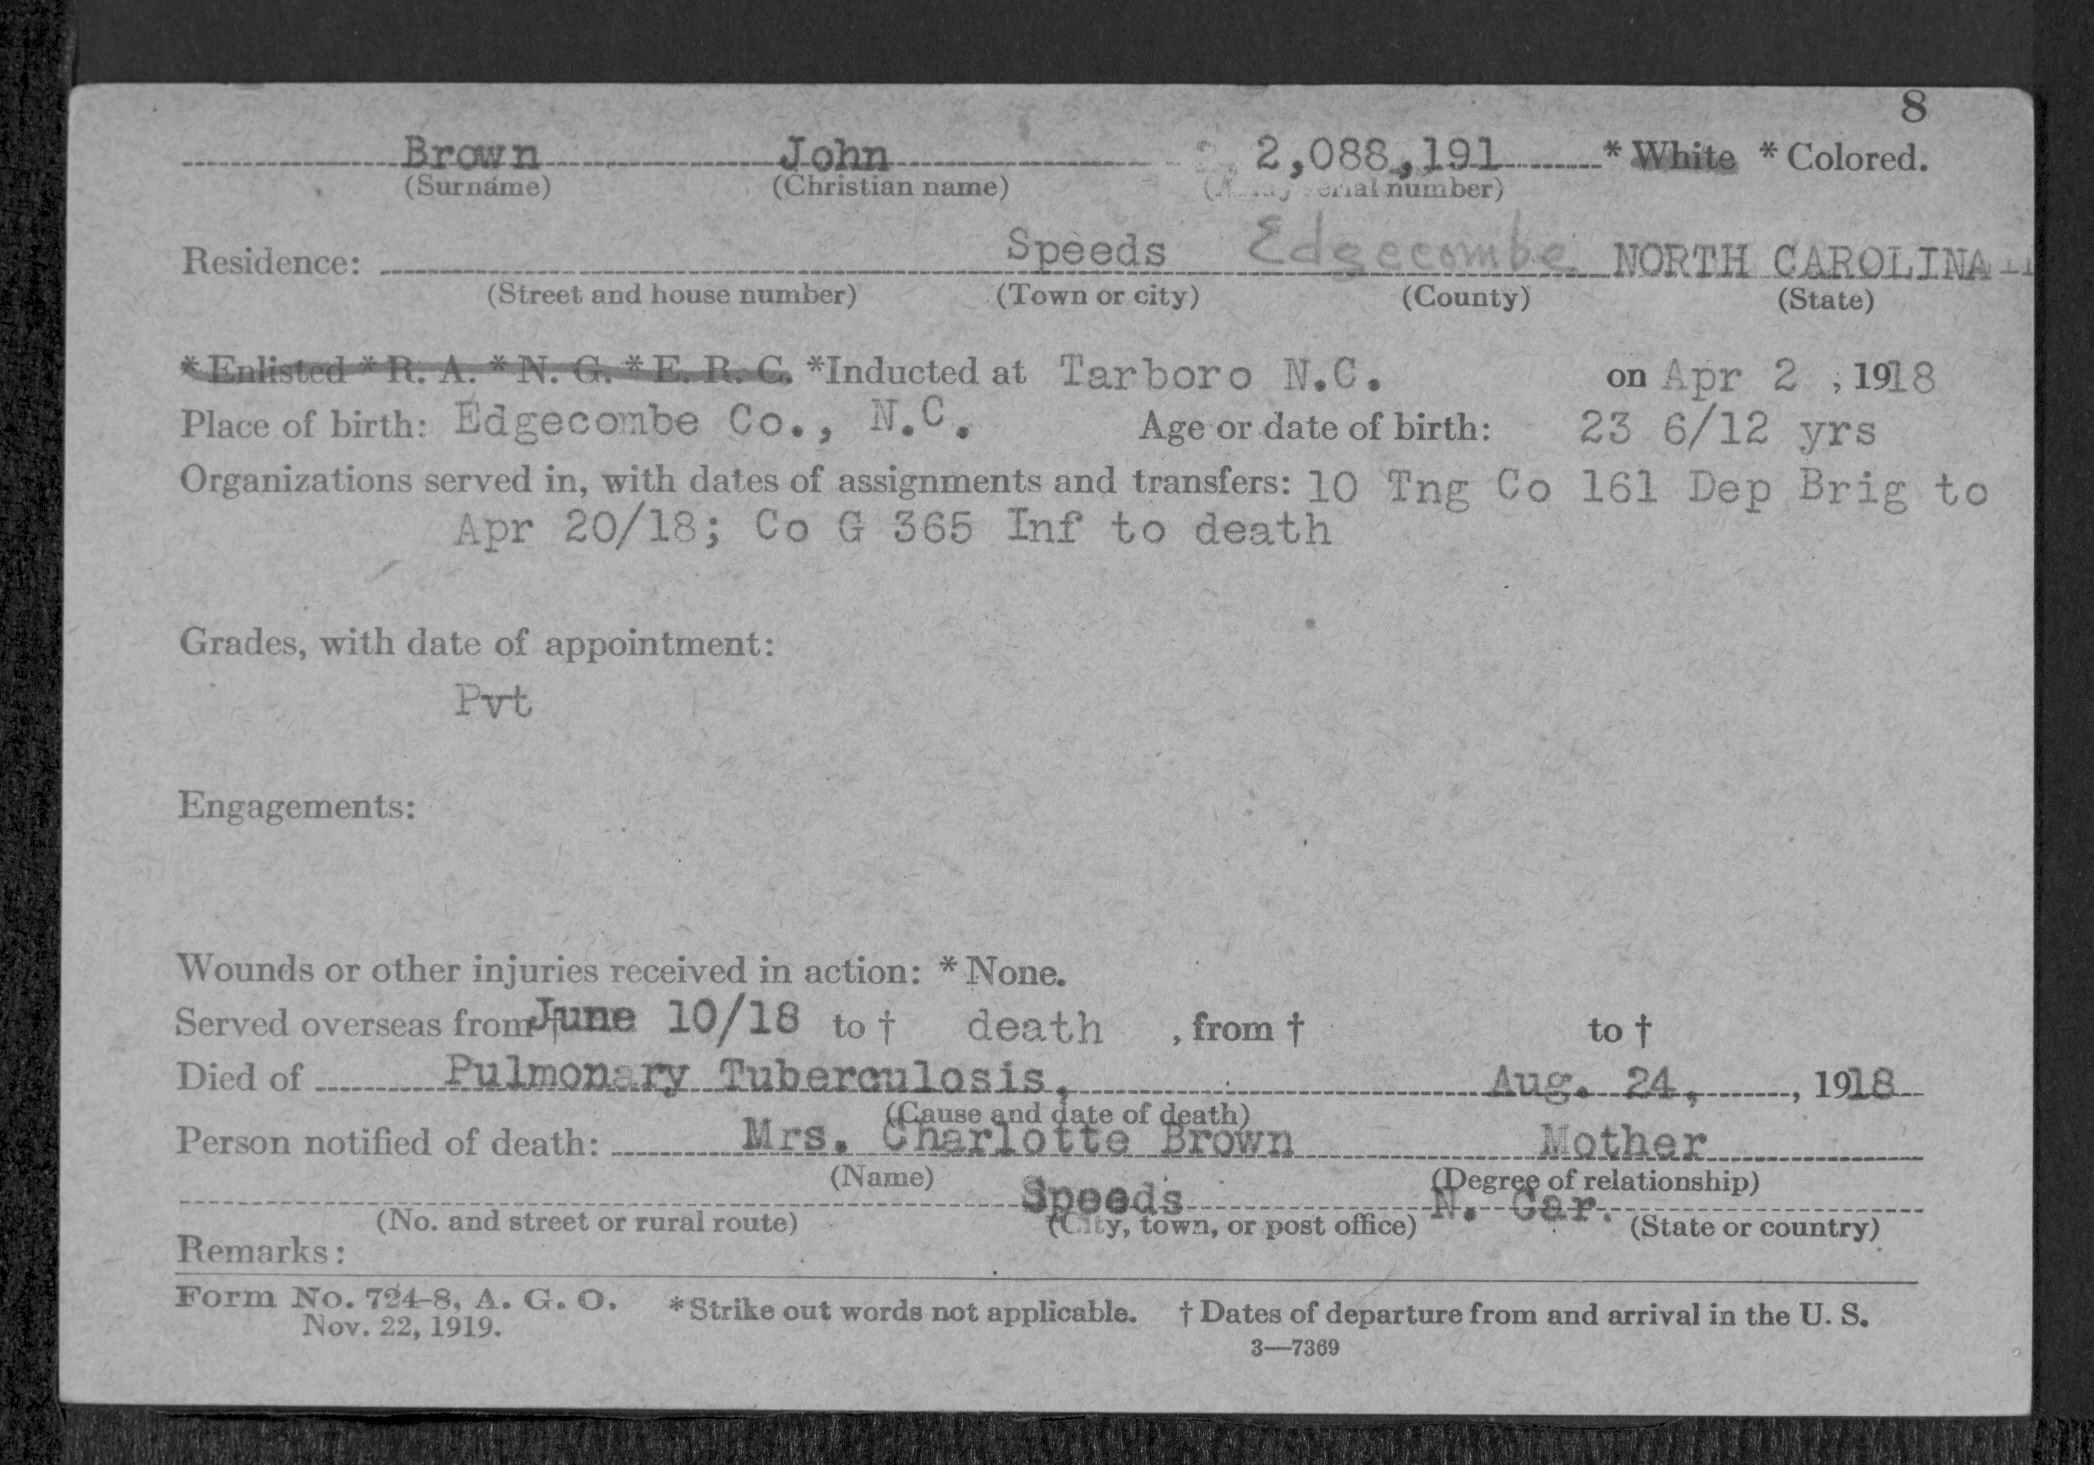 8
Brown John 2,088,191 * White * Colored.
(Surname) (Christian name) (Army serial number)
Residence: Speeds Edgecombe NORTH CAROLINA
(Street and house number) (Town or city) (County) (State)
* Enlisted * R. A. * N. G. * E. R. C. *Inducted at Tarboro N.C. on Apr 2 , 1918
Place of birth: Edgecombe Co., N.C. Age or date of birth: 23 6/12 yrs
Organizations served in, with dates of assignments and transfers: 10 Tng Co 161 Dep Brig to
Apr 20/18; Co G 365 Inf to death
Grades, with date of appointment:
Pvt
Engagements:
Wounds or other injuries received in action: * None.
Served overseas from † June 10/18 to † death , from † to †
Died of Pulmonary Tuberculosis, Aug. 24, , 1918
(Cause and date of death)
Person notified of death: Mrs. Charlotte Brown Mother
(Name) (Degree of relationship)
Speeds N. Car.
(No. and street or rural route) (City, town, or post office) (State or country)
Remarks:
Form No. 724-8, A. G. O. * Strike out words not applicable. † Dates of departure from and arrival in the U. S.
Nov. 22, 1919.
3—7369